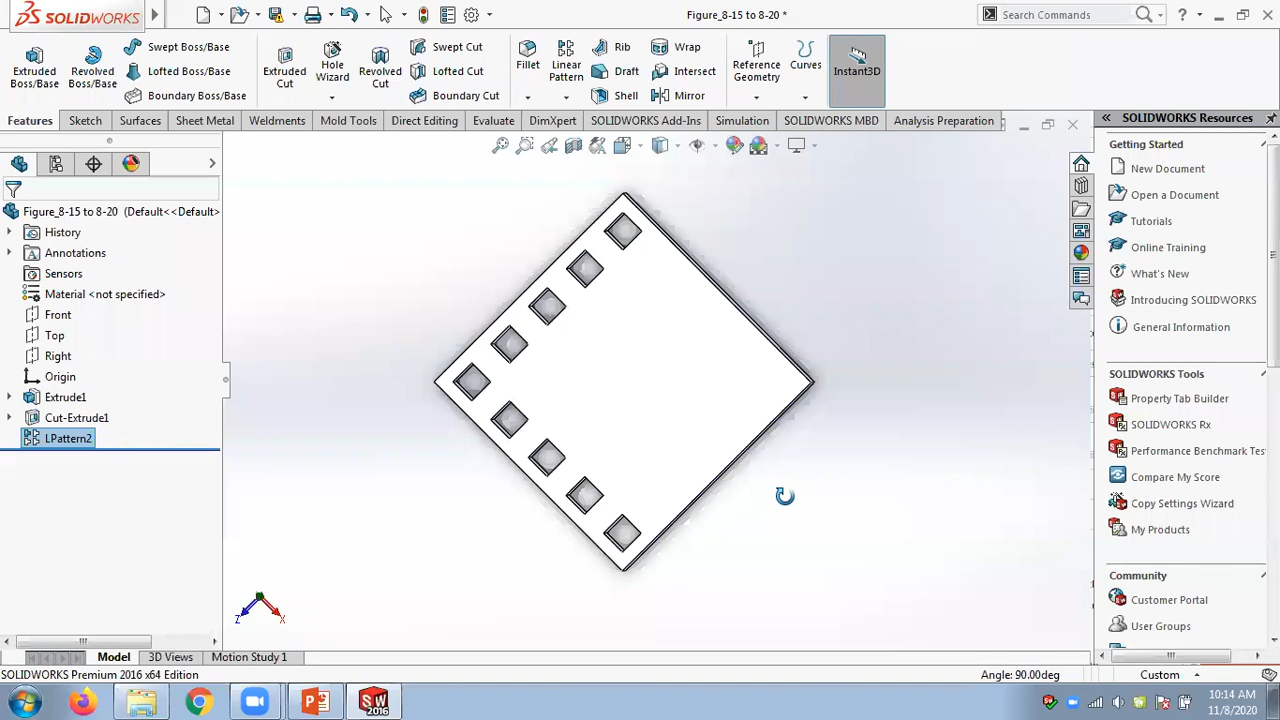 SOLIDWORKS
Figure_8-15 to 8-20 *
Search Commands
Extruded Boss/Base
Revolved Boss/Base
Swept Boss/Base
Lofted Boss/Base
Boundary Boss/Base
Extruded Cut
Hole Wizard
Revolved Cut
Swept Cut
Lofted Cut
Boundary Cut
Fillet
Linear Pattern
Rib
Draft
Shell
Wrap
Intersect
Mirror
Reference Geometry
Curves
Instant3D
Features
Sketch
Surfaces
Sheet Metal
Weldments
Mold Tools
Direct Editing
Evaluate
DimXpert
SOLIDWORKS Add-Ins
Simulation
SOLIDWORKS MBD
Analysis Preparation
Figure_8-15 to 8-20 (Default<<Default>
History
Annotations
Sensors
Material <not specified>
Front
Top
Right
Origin
Extrude1
Cut-Extrude1
LPattern2
Z
X
SOLIDWORKS Resources
Getting Started
New Document
Open a Document
Tutorials
Online Training
What's New
Introducing SOLIDWORKS
General Information
SOLIDWORKS Tools
Property Tab Builder
SOLIDWORKS Rx
Performance Benchmark Tes
Compare My Score
Copy Settings Wizard
My Products
Community
Customer Portal
User Groups
Model
3D Views
Motion Study 1
SOLIDWORKS Premium 2016 x64 Edition
Angle: 90.00deg
Custom
SW
2016
10:14 AM
11/8/2020